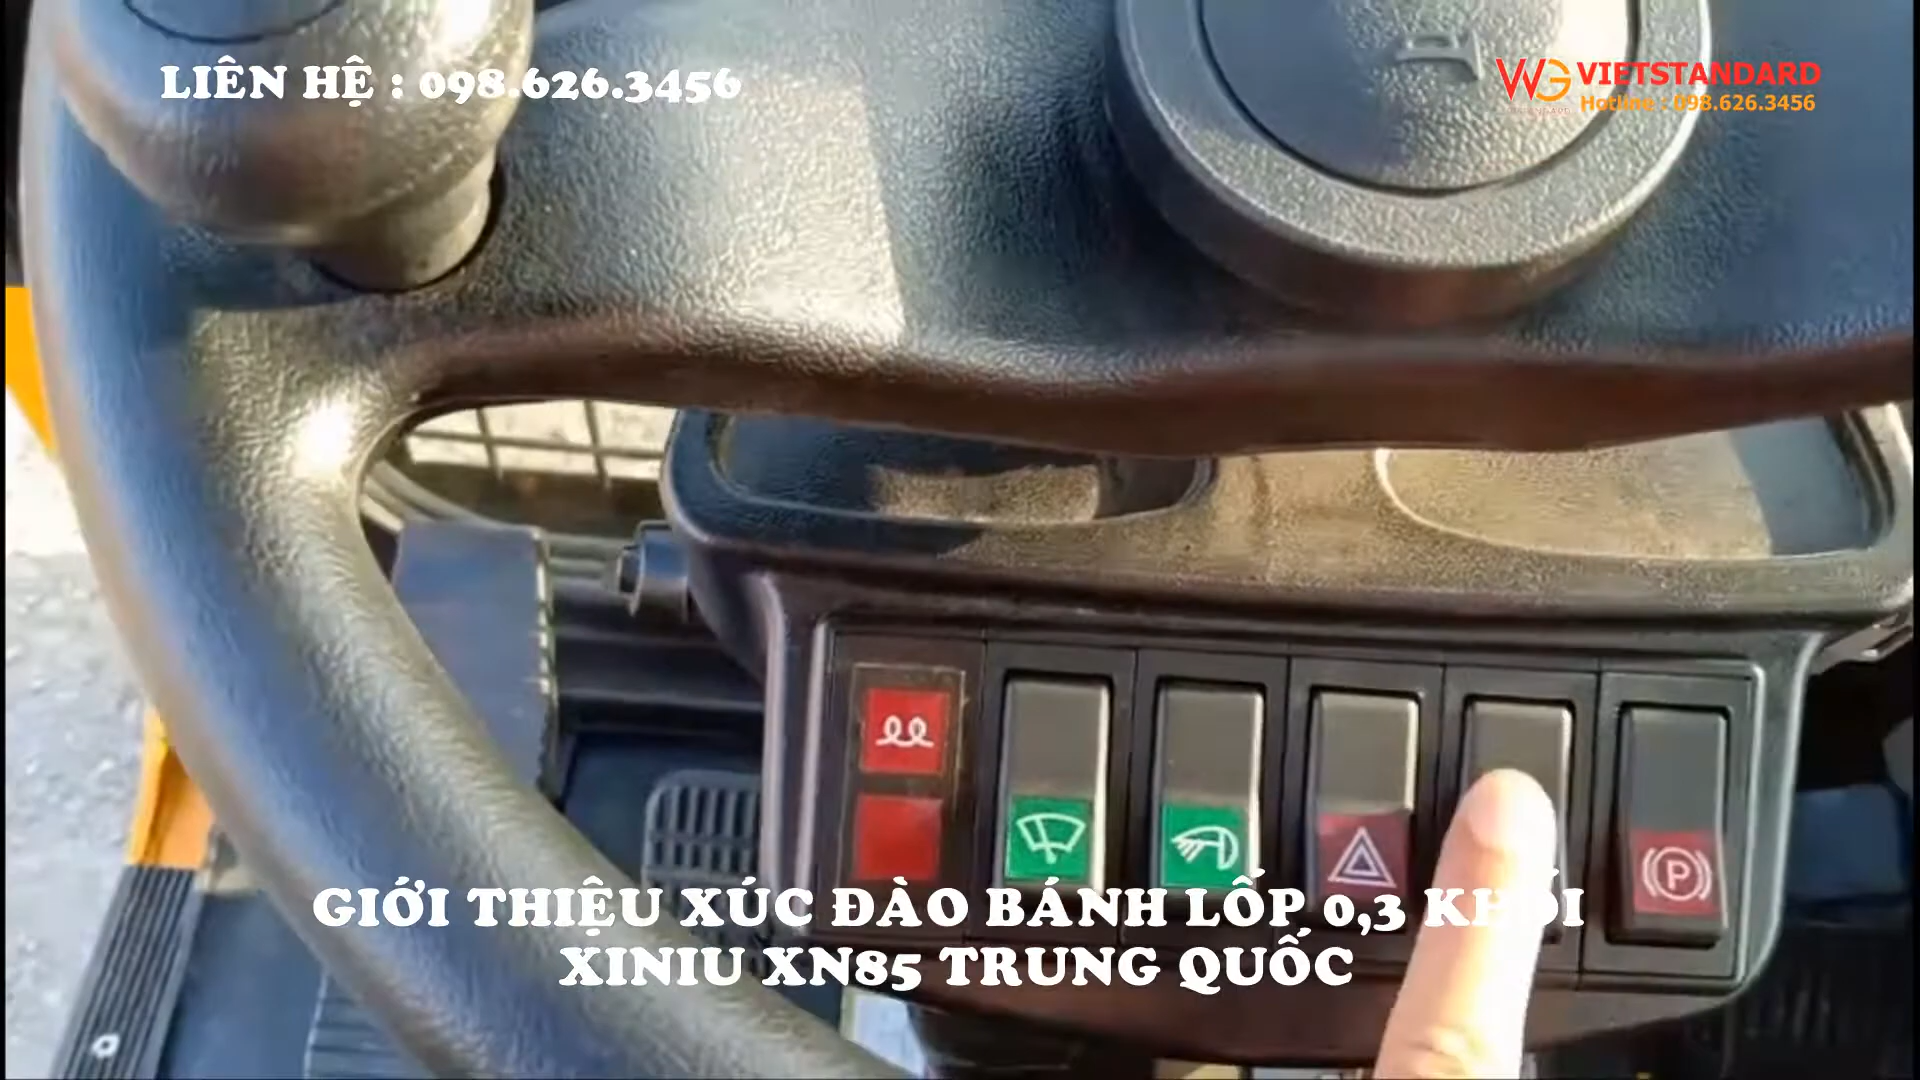 LIÊN HỆ : 098.626.3456
VIETSTANDARD
Hotline : 098.626.3456
P
GIỚI THIỆU XÚC ĐÀO BÁNH LỐP 0,3 KHỐI
XINIU XN85 TRUNG QUỐC